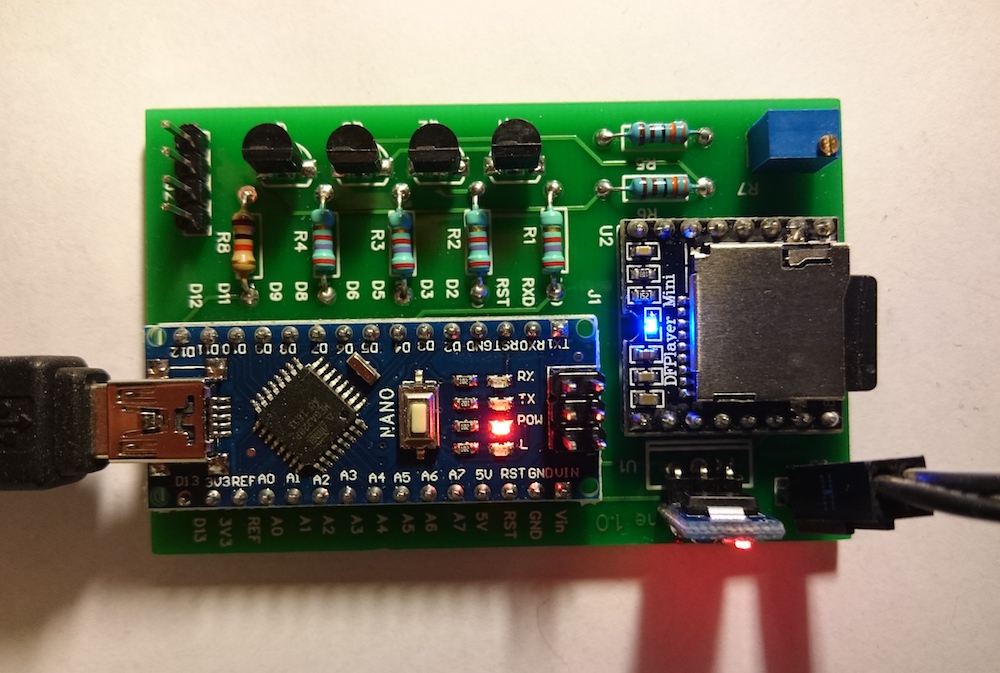 R5
R6
R7
R8
R4
R3
R2
R1
U2
D12
D11
D9
D8
D6
D5
D3
D2
RST
RXD
J1
D12
D11
D10
D9
D8
D7
D6
D5
D4
D3
D2
GND
RST
RX0
TX1
NANO
RX
TX
POW
L
DFPlayer Mini
D13
3V3
REF
A0
A1
A2
A3
A4
A5
A6
A7
5V
RST
GND
VIN
U1
D13
3V3
REF
A0
A1
A2
A3
A4
A5
A6
A7
5V
RST
GND
Vin
1.0